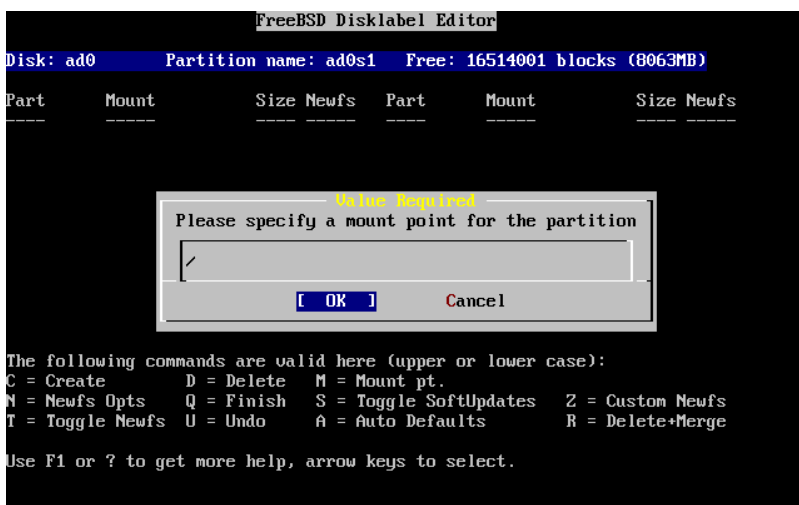 FreeBSD Disklabel Editor
Disk: ad0 Partition name: ad0s1 Free: 16514001 blocks (8063MB)
Part Mount Size Newfs Part Mount Size Newfs
---- ----- ---- ----- ---- ----- ---- -----
Value Required
Please specify a mount point for the partition
/
[ OK ] Cancel
The following commands are valid here (upper or lower case):
C = Create D = Delete M = Mount pt.
N = Newfs Opts Q = Finish S = Toggle SoftUpdates Z = Custom Newfs
T = Toggle Newfs U = Undo A = Auto Defaults R = Delete+Merge
Use F1 or ? to get more help, arrow keys to select.